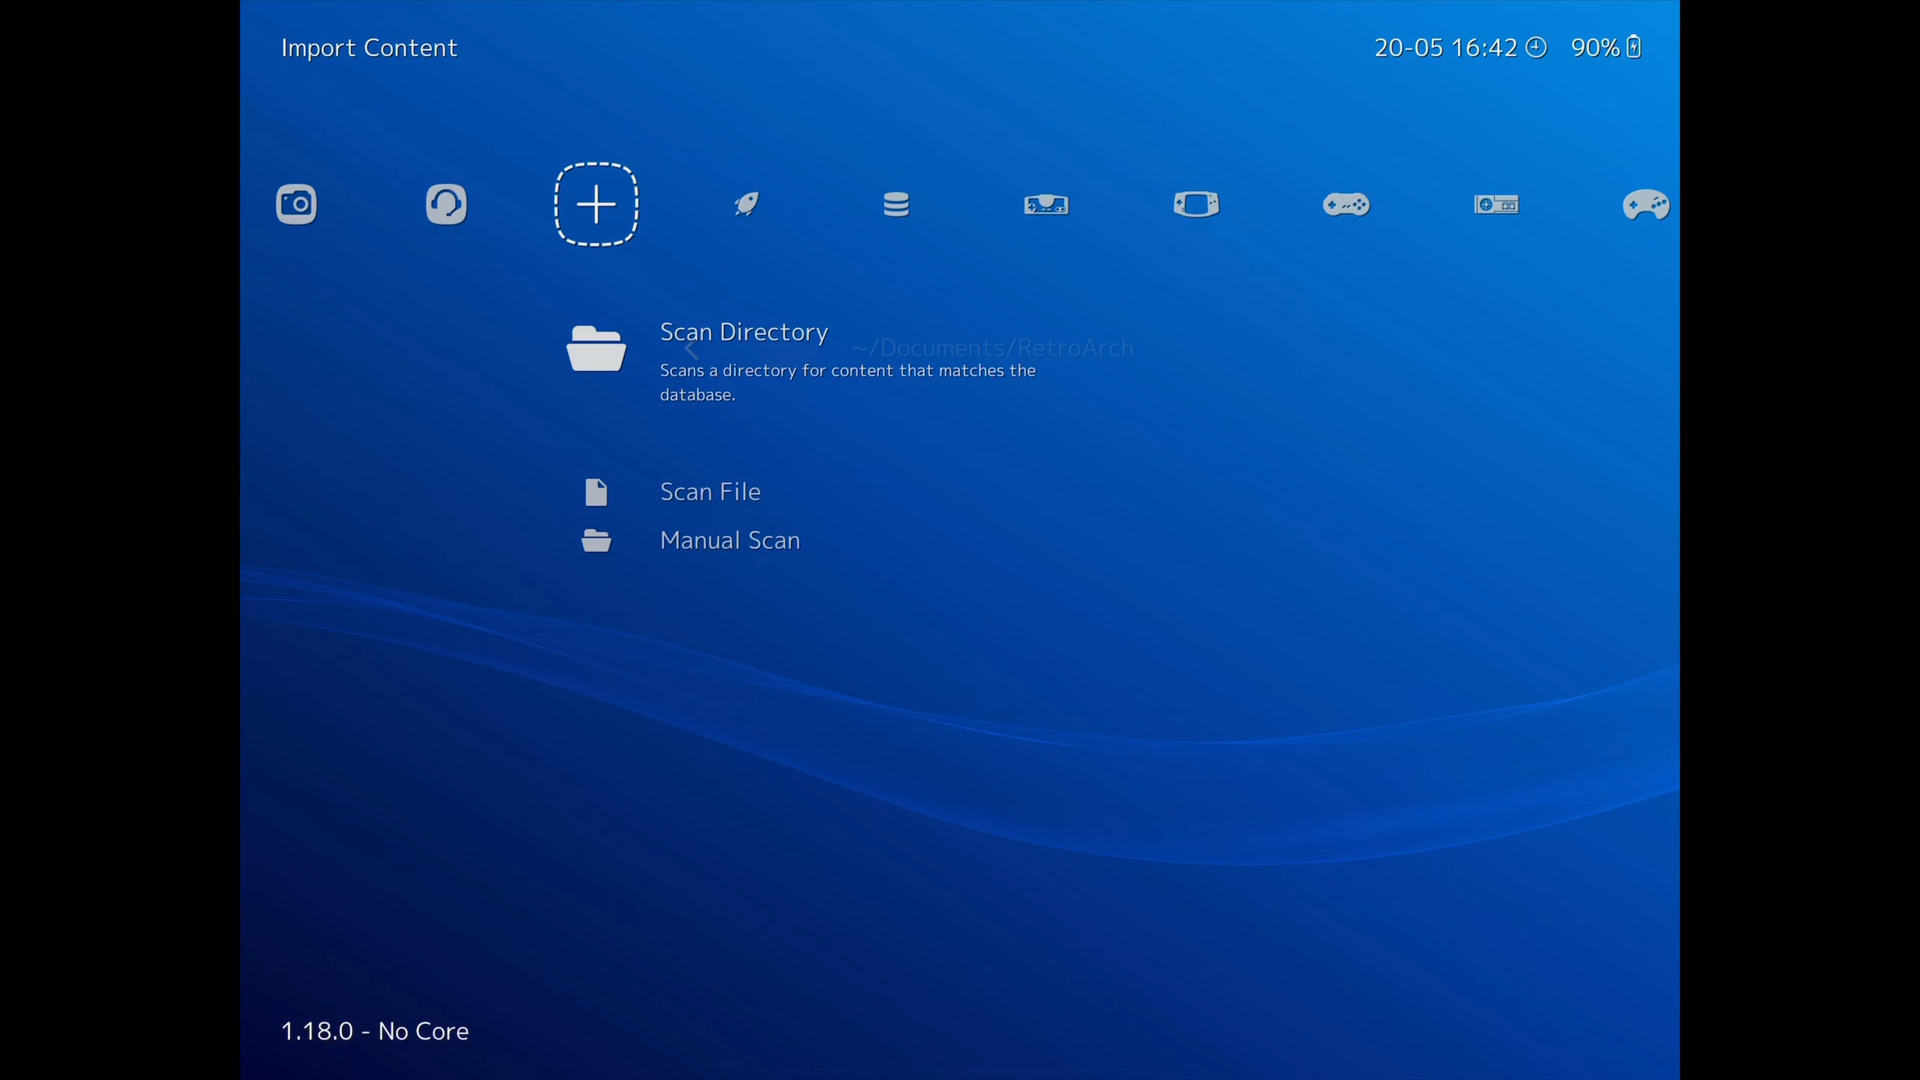 Import Content
20-05 16:42 90%
Scan Directory
~/Documents/RetroArch
Scans a directory for content that matches the
database.
Scan File
Manual Scan
1.18.0 - No Core